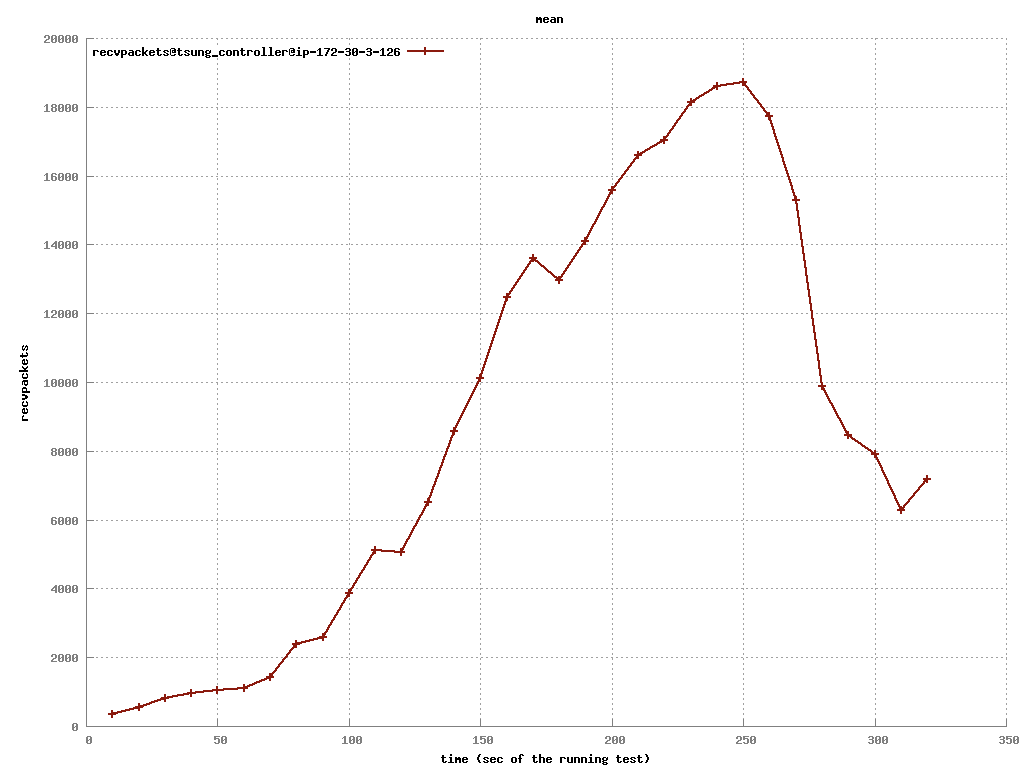 mean
20000
recvpackets@tsung_controller@ip-172-30-3-126
18000
16000
14000
12000
10000
8000
6000
4000
2000
0
recvpackets
0 50 100 150 200 250 300 350
time (sec of the running test)